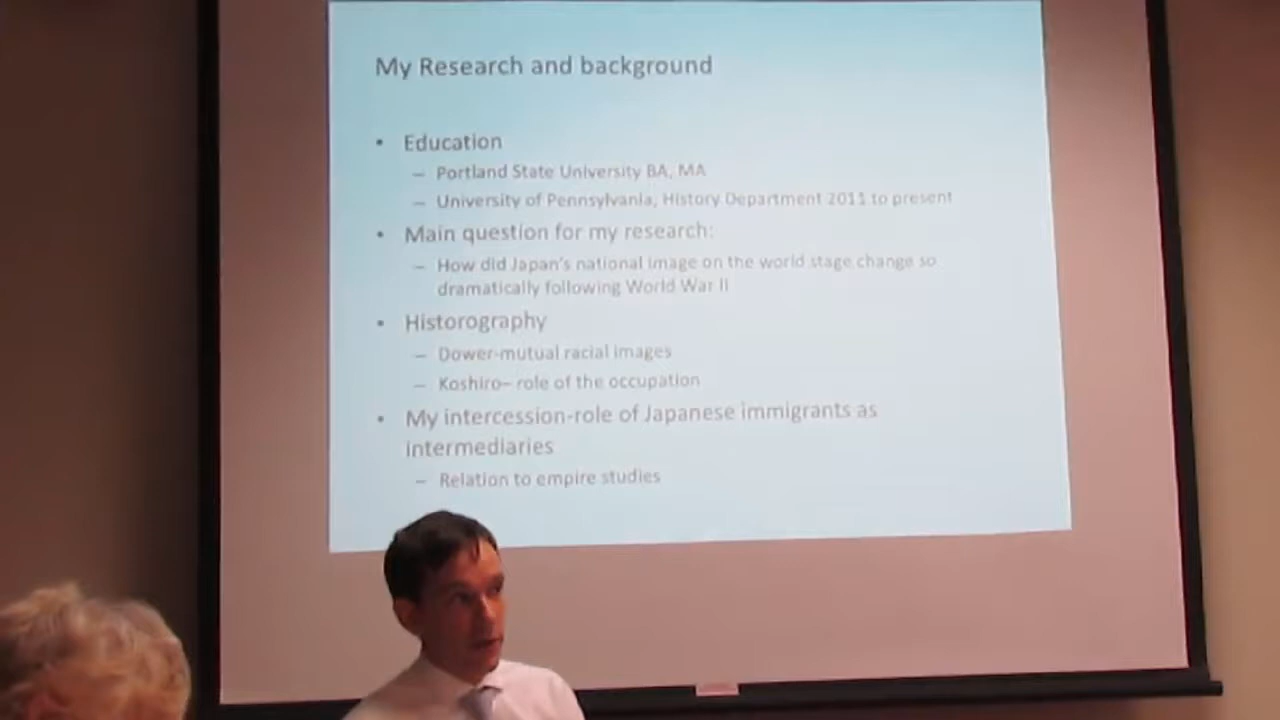 My Research and background
• Education
– Portland State University BA, MA
– University of Pennsylvania, History Department 2011 to present
• Main question for my research:
– How did Japan's national image on the world stage change so
dramatically following World War II
• Historography
– Dower-mutual racial images
– Koshiro– role of the occupation
• My intercession-role of Japanese immigrants as
intermediaries
– Relation to empire studies